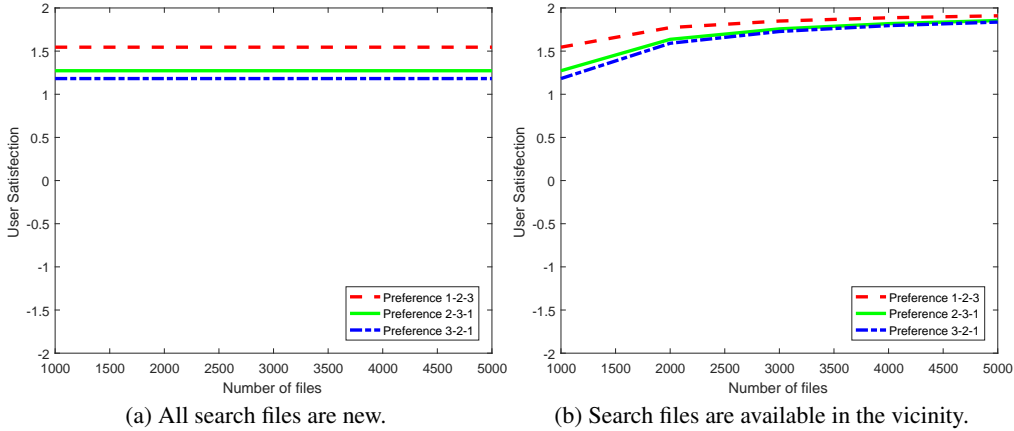 2
1.5
1
0.5
0
-0.5
-1
-1.5
-2
User Satisfaction
1000 1500 2000 2500 3000 3500 4000 4500 5000
Number of files
Preference 1-2-3
Preference 2-3-1
Preference 3-2-1
(a) All search files are new.
2
1.5
1
0.5
0
-0.5
-1
-1.5
-2
User Satisfaction
1000 1500 2000 2500 3000 3500 4000 4500 5000
Number of files
Preference 1-2-3
Preference 2-3-1
Preference 3-2-1
(b) Search files are available in the vicinity.